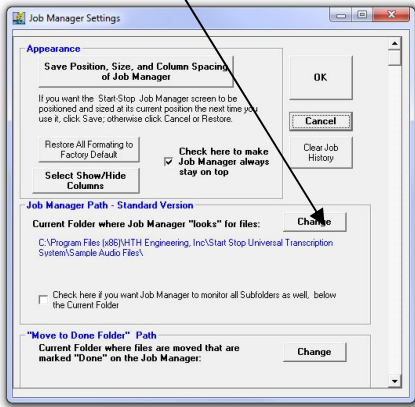 Job Manager Settings
Appearance
Save Position, Size, and Column Spacing
of Job Manager
If you want the Start-Stop Job Manager screen to be
positioned and sized at its current position the next time you
use it, click Save; otherwise click Cancel or Restore.
Restore All Formating to
Factory Default
Select Show/Hide
Columns
Check here to make
Job Manager always
stay on top
OK
Cancel
Clear Job
History
Job Manager Path - Standard Version
Current Folder where Job Manager "looks" for files:
Change
C:\Program Files (x86)\HTH Engineering, Inc\Start Stop Universal Transcription
System\Sample Audio Files\
Check here if you want Job Manager to monitor all Subfolders as well, below
the Current Folder
"Move to Done Folder" Path
Current Folder where files are moved that are
marked "Done" on the Job Manager:
Change